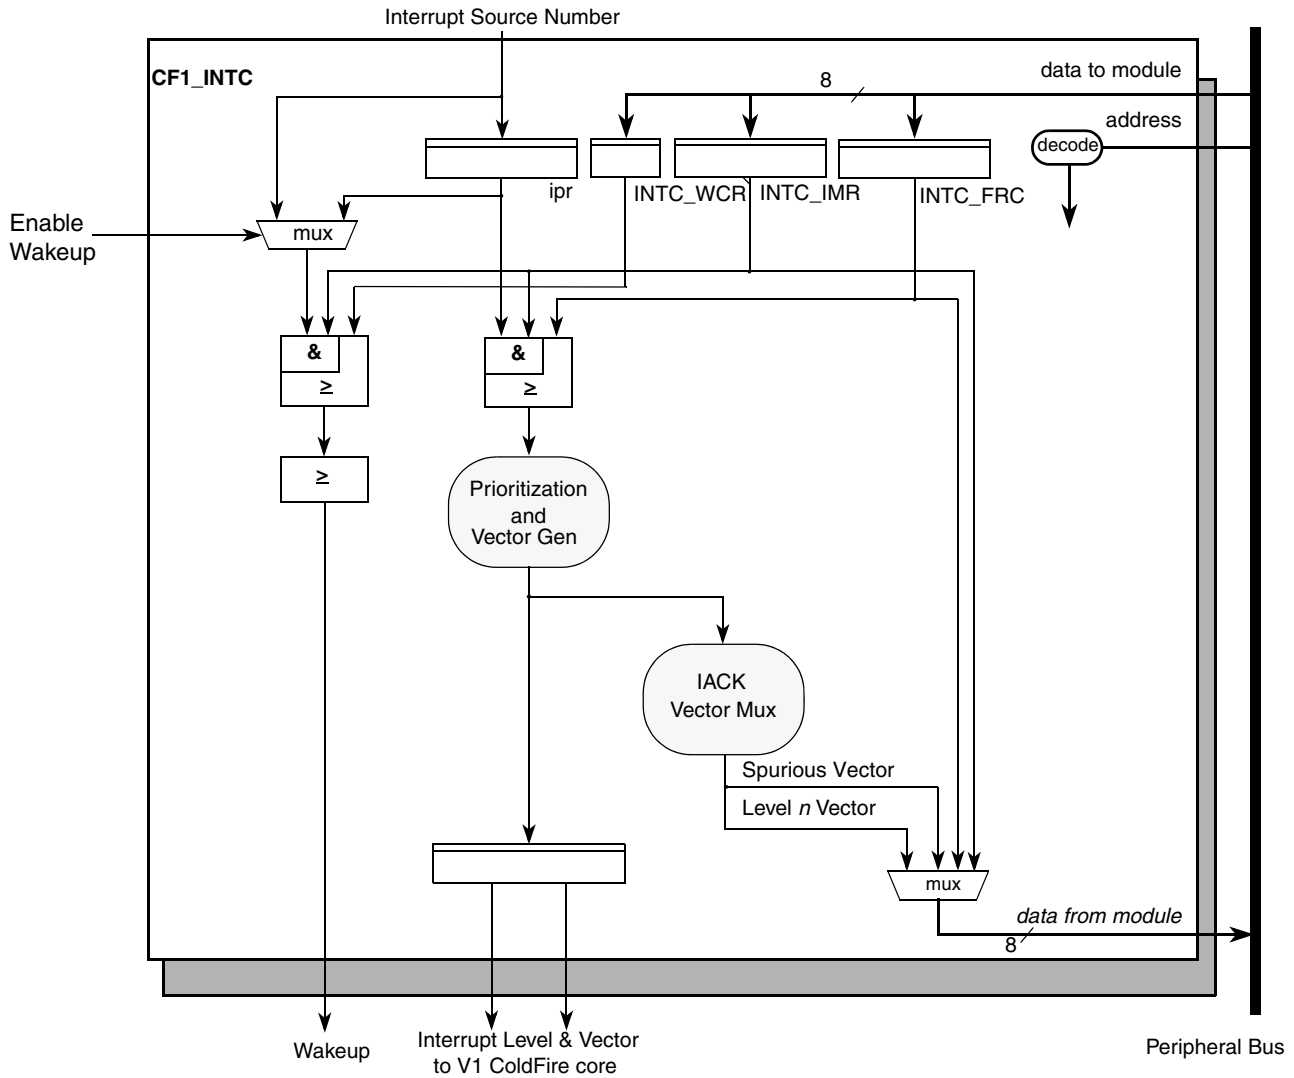 Interrupt Source Number
CF1_INTC
data to module
8
address
decode
ipr
INTC_WCR
INTC_IMR
INTC_FRC
Enable
Wakeup
mux
&
≥
&
≥
≥
Prioritization
and
Vector Gen
IACK
Vector Mux
Spurious Vector
Level n Vector
mux
data from module
8
Wakeup
Interrupt Level & Vector
to V1 ColdFire core
Peripheral Bus